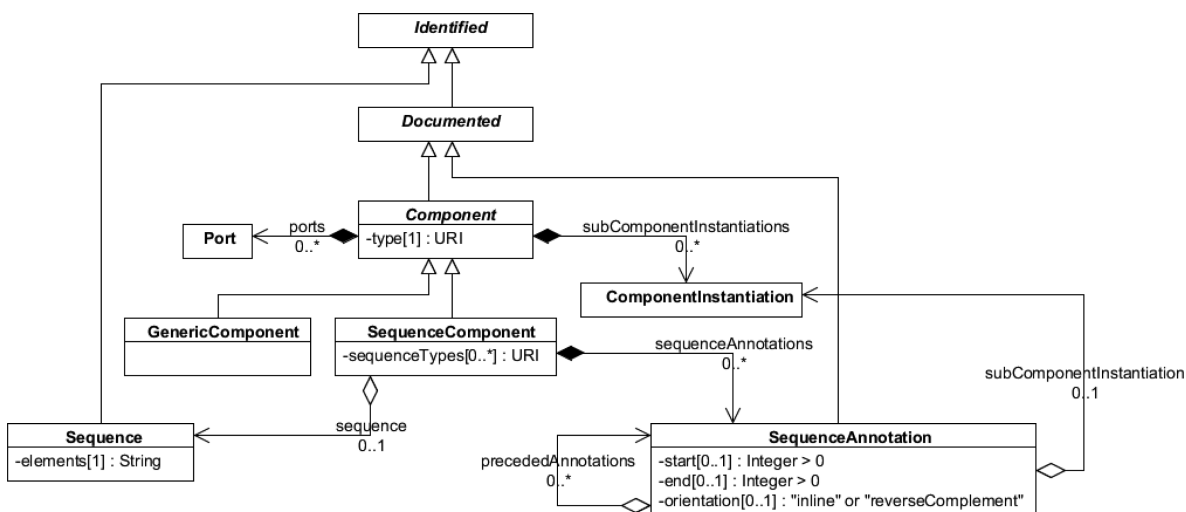 Identified
Documented
Component
-type[1] : URI
ports
0..*
Port
subComponentInstantiations
0..*
ComponentInstantiation
GenericComponent
SequenceComponent
-sequenceTypes[0..*] : URI
sequenceAnnotations
0..*
subComponentInstantiation
0..1
sequence
0..1
Sequence
-elements[1] : String
precededAnnotations
0..*
SequenceAnnotation
-start[0..1] : Integer > 0
-end[0..1] : Integer > 0
-orientation[0..1] : "inline" or "reverseComplement"